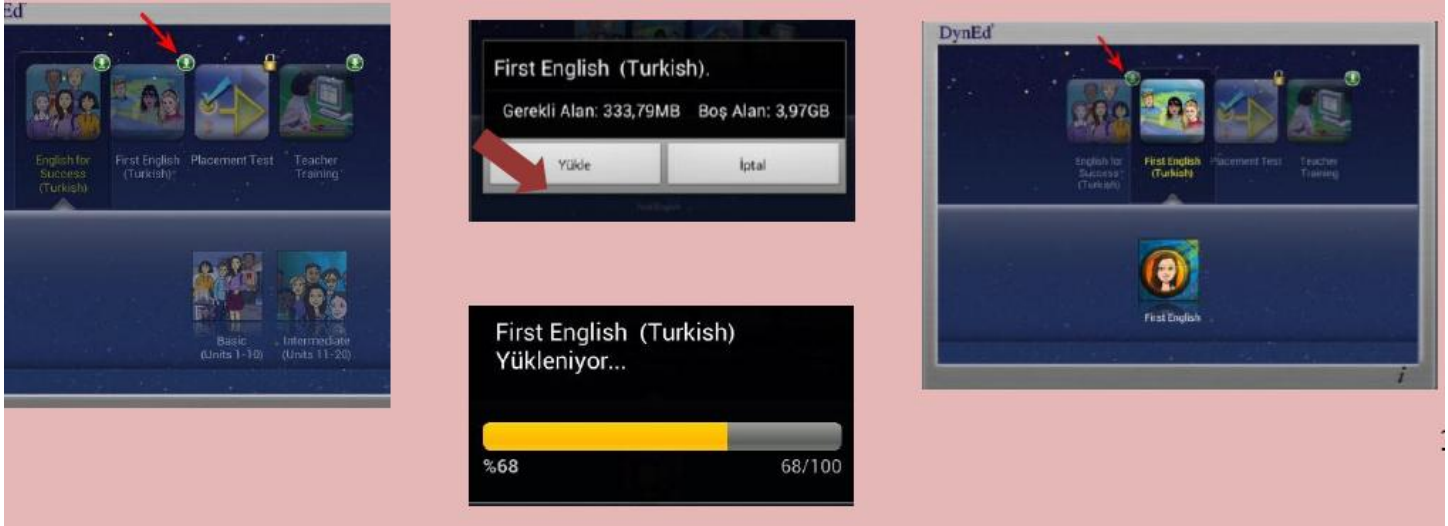 Ed
English for
Success
(Turkish)
First English
(Turkish)
Placement Test
Teacher
Training
Basic
(Units 1-10)
Intermediate
(Units 11-20)
First English (Turkish).
Gerekli Alan: 333,79MB Boş Alan: 3,97GB
Yükle
İptal
First English (Turkish)
Yükleniyor...
%68
68/100
DynEd
English for
Success
(Turkish)
First English
(Turkish)
Placement Test
Teacher
Training
First English
i